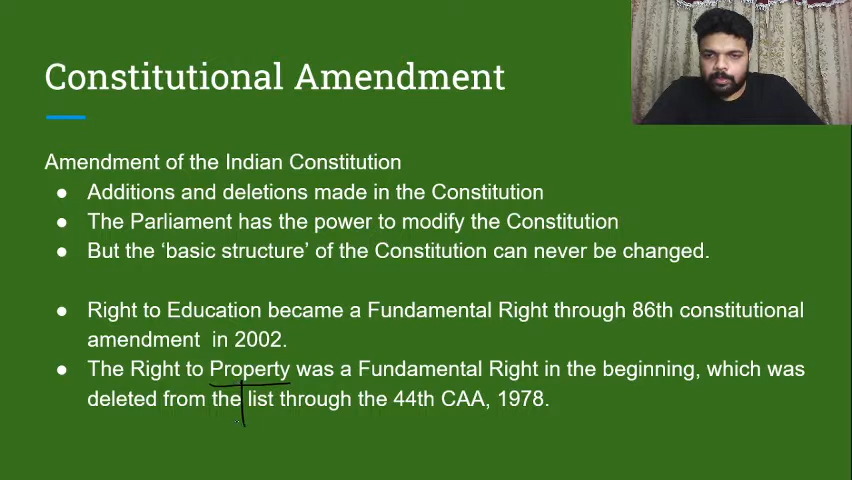 Constitutional Amendment
Amendment of the Indian Constitution
● Additions and deletions made in the Constitution
● The Parliament has the power to modify the Constitution
● But the ‘basic structure’ of the Constitution can never be changed.
● Right to Education became a Fundamental Right through 86th constitutional
amendment in 2002.
● The Right to Property was a Fundamental Right in the beginning, which was
deleted from the list through the 44th CAA, 1978.